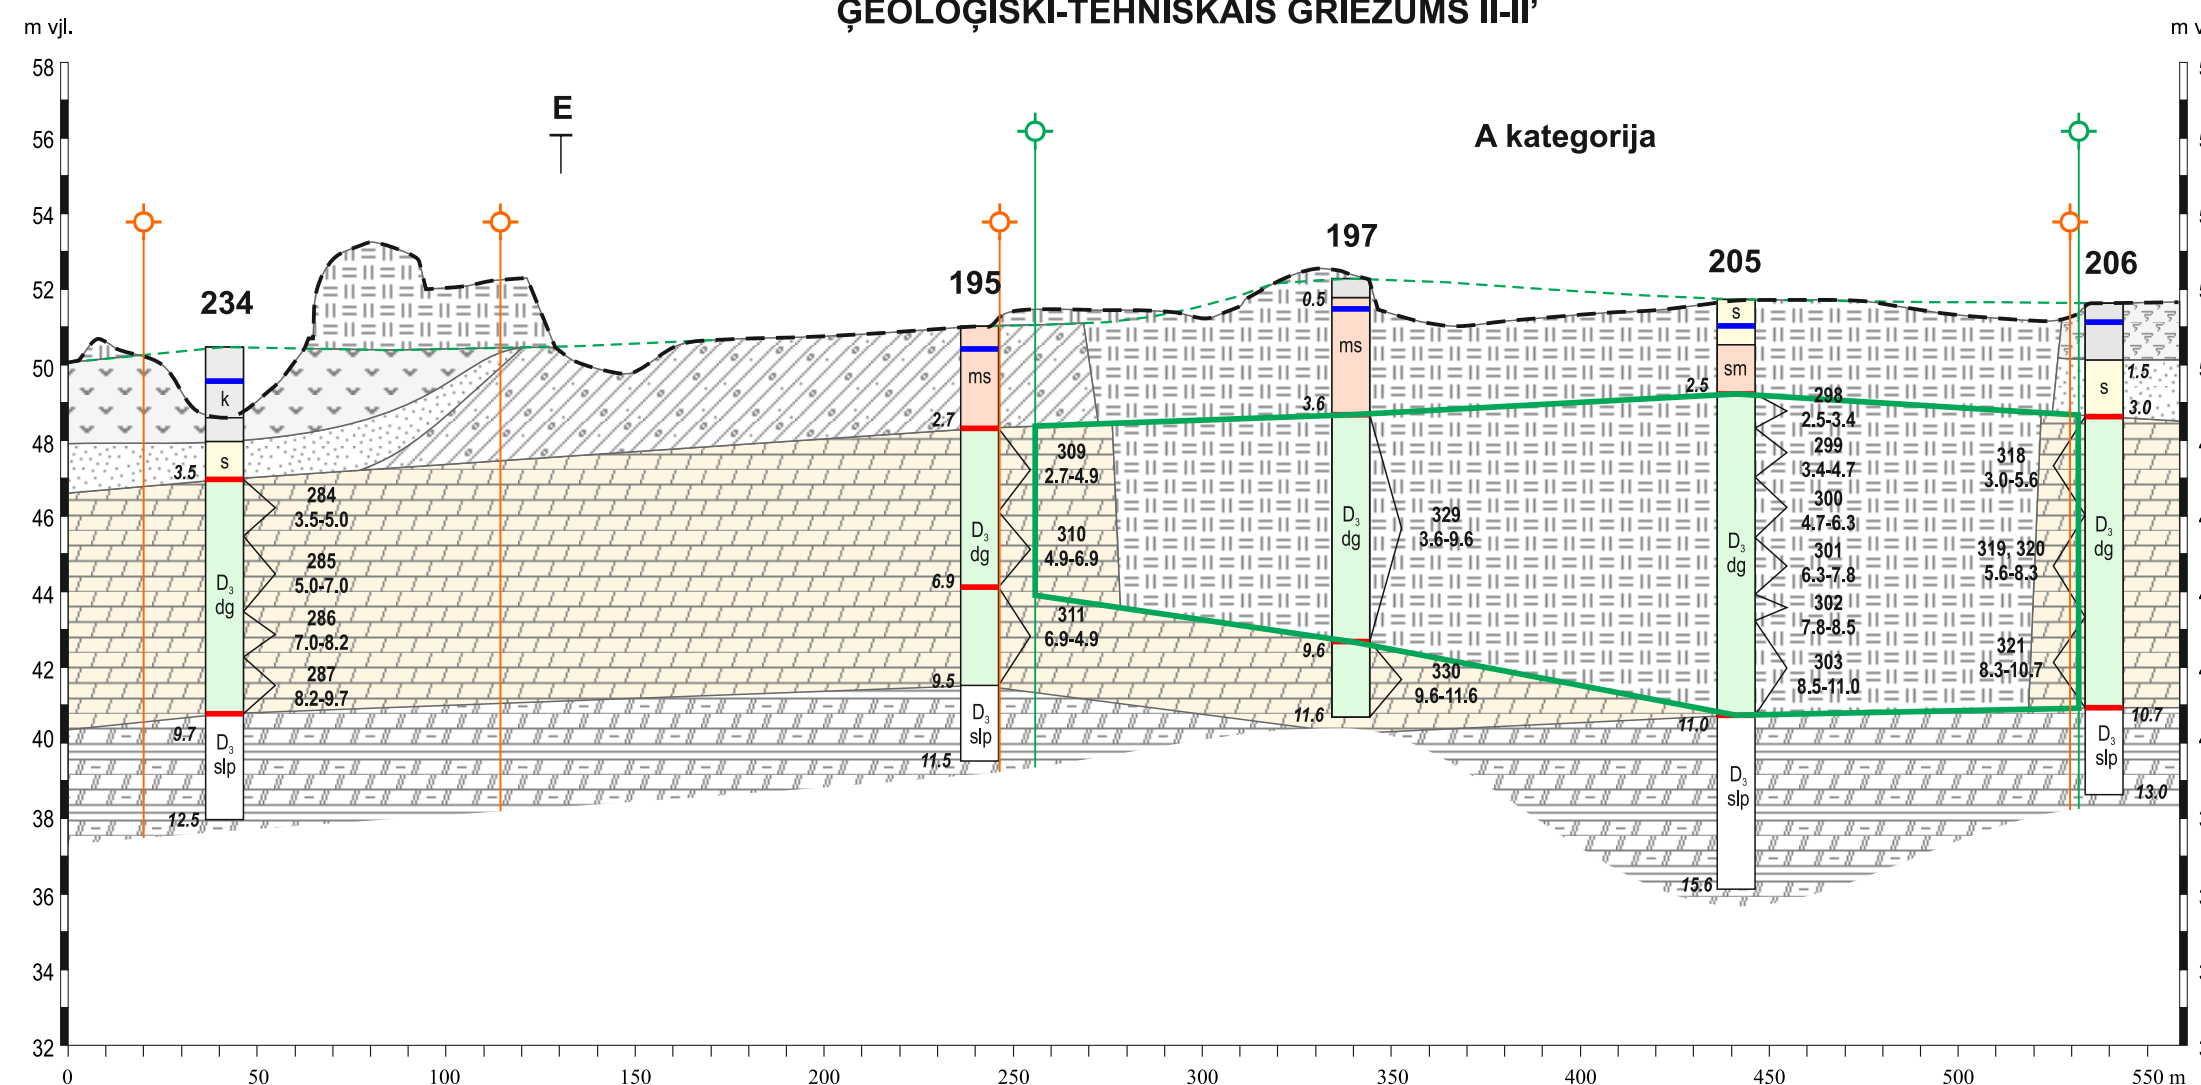 ĢEOLOĢISKI-TEHNISKAIS GRIEZUMS II-II’
m vjl.
m v
58
56
54
52
50
48
46
44
42
40
38
36
34
32
E
A kategorija
234
195
197
205
206
k
s
3.5
D₃
dg
9.7
D₃
slp
12.5
284
3.5-5.0
285
5.0-7.0
286
7.0-8.2
287
8.2-9.7
ms
2.7
D₃
dg
6.9
9.5
D₃
slp
11.5
309
2.7-4.9
310
4.9-6.9
311
6.9-4.9
0.5
ms
3.6
D₃
dg
9.6
11.6
329
3.6-9.6
330
9.6-11.6
s
sm
2.5
D₃
dg
11.0
D₃
slp
15.6
298
2.5-3.4
299
3.4-4.7
300
4.7-6.3
301
6.3-7.8
302
7.8-8.5
303
8.5-11.0
318
3.0-5.6
319, 320
5.6-8.3
321
8.3-10.7
1.5
s
3.0
D₃
dg
10.7
D₃
slp
13.0
0 50 100 150 200 250 300 350 400 450 500 550 m